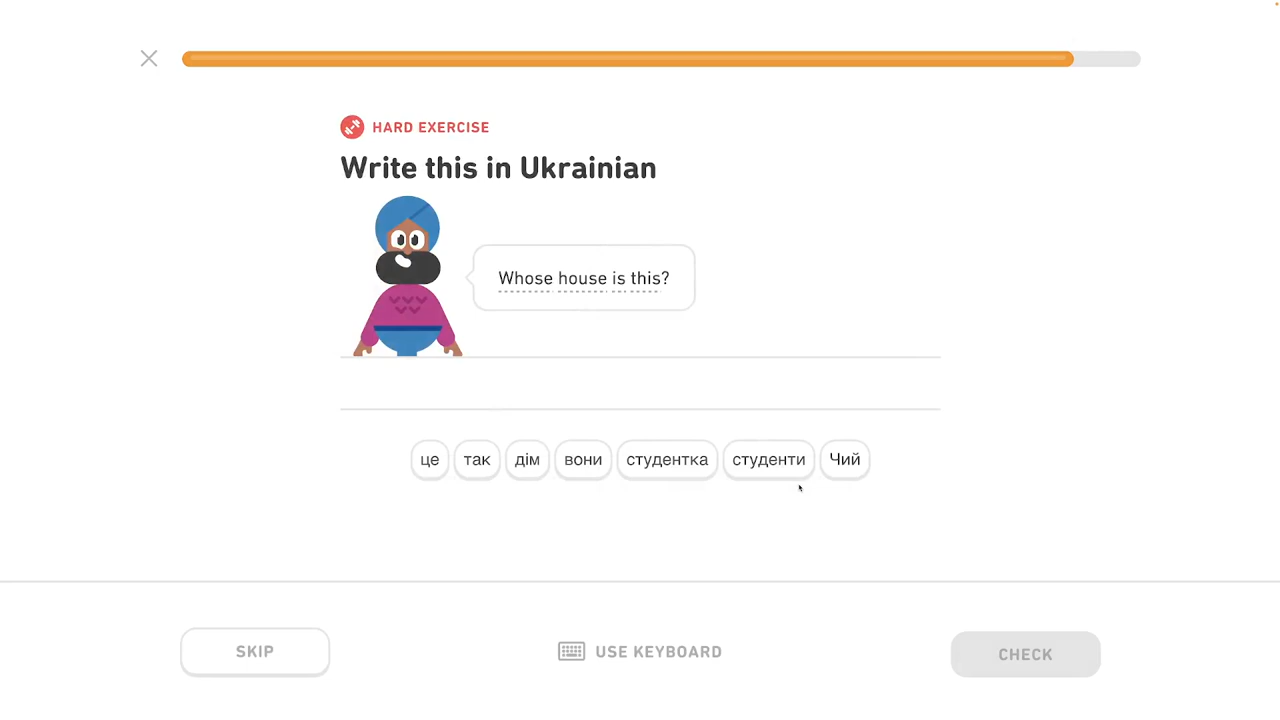 HARD EXERCISE
Write this in Ukrainian
Whose house is this?
це так дім вони студентка студенти Чий
SKIP USE KEYBOARD CHECK